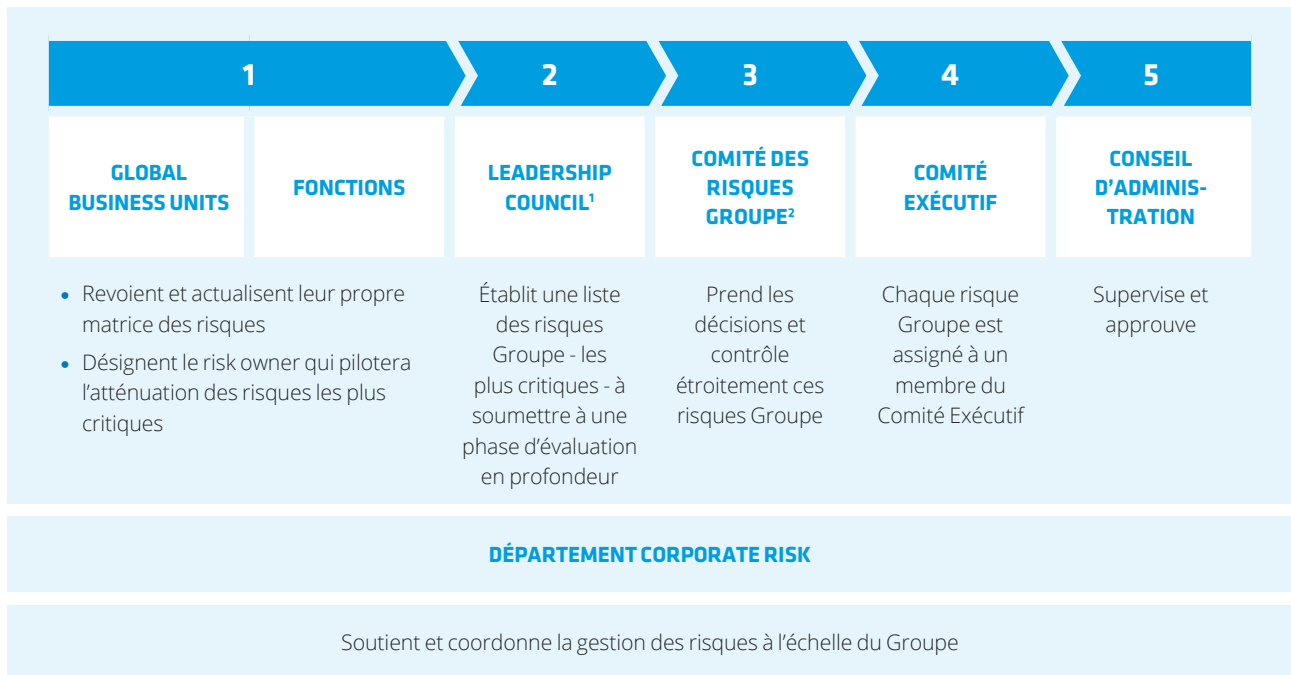 1
2
3
4
5
GLOBAL
BUSINESS UNITS
FONCTIONS
LEADERSHIP
COUNCIL¹
COMITÉ DES
RISQUES
GROUPE²
COMITÉ
EXÉCUTIF
CONSEIL
D’ADMINIS-
TRATION
• Revoient et actualisent leur propre
matrice des risques
• Désignent le risk owner qui pilotera
l’atténuation des risques les plus
critiques
Établit une liste
des risques
Groupe - les
plus critiques - à
soumettre à une
phase d’évaluation
en profondeur
Prend les
décisions et
contrôle
étroitement ces
risques Groupe
Chaque risque
Groupe est
assigné à un
membre du
Comité Exécutif
Supervise et
approuve
DÉPARTEMENT CORPORATE RISK
Soutient et coordonne la gestion des risques à l’échelle du Groupe